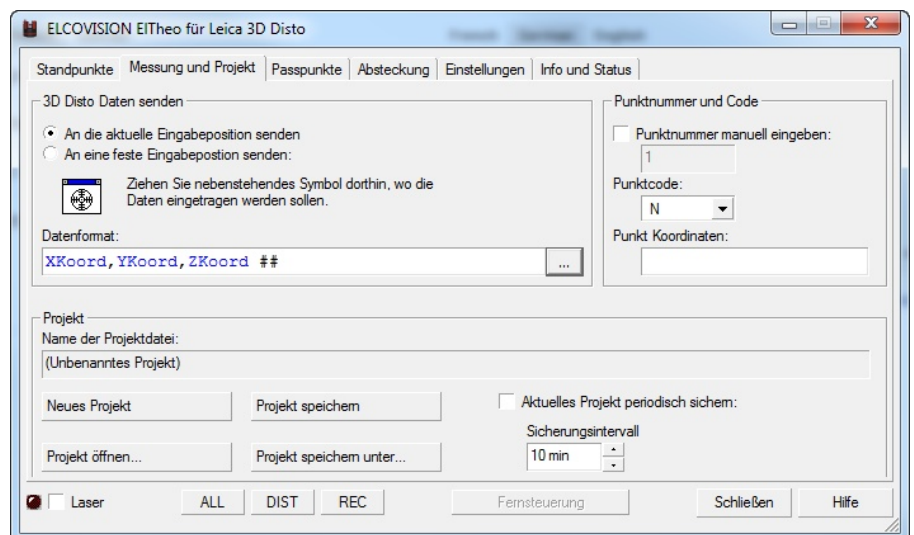 ELCOVISION ElTheo für Leica 3D Disto
Standpunkte Messung und Projekt Passpunkte Absteckung Einstellungen Info und Status
3D Disto Daten senden
An die aktuelle Eingabeposition senden
An eine feste Eingabepostion senden:
Ziehen Sie nebenstehendes Symbol dorthin, wo die
Daten eingetragen werden sollen.
Datenformat:
XKoord,YKoord,ZKoord ##
...
Punktnummer und Code
Punktnummer manuell eingeben:
1
Punktcode:
N
Punkt Koordinaten:
Projekt
Name der Projektdatei:
(Unbenanntes Projekt)
Neues Projekt
Projekt speichern
Aktuelles Projekt periodisch sichern:
Sicherungsintervall
10 min
Projekt öffnen...
Projekt speichern unter...
Laser ALL DIST REC Fernsteuerung Schließen Hilfe